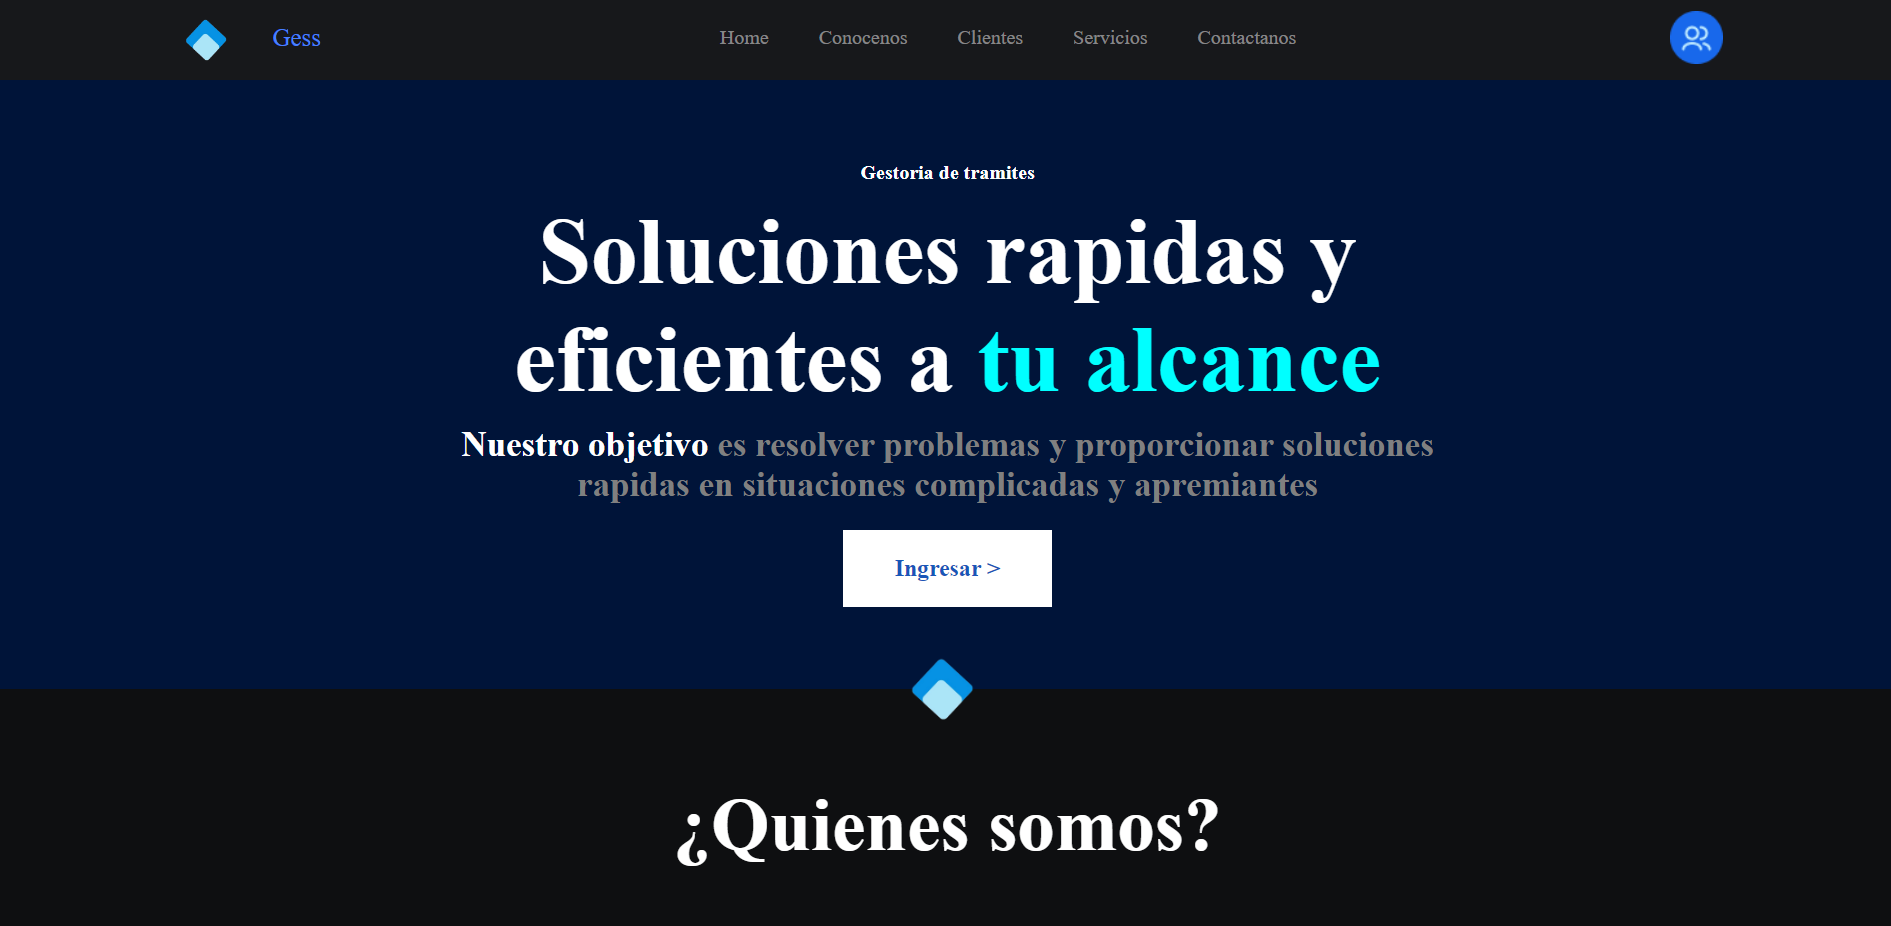 Gess
Home
Conocenos
Clientes
Servicios
Contactanos
Gestoria de tramites
Soluciones rapidas y
eficientes a tu alcance
Nuestro objetivo es resolver problemas y proporcionar soluciones
rapidas en situaciones complicadas y apremiantes
Ingresar >
¿Quienes somos?